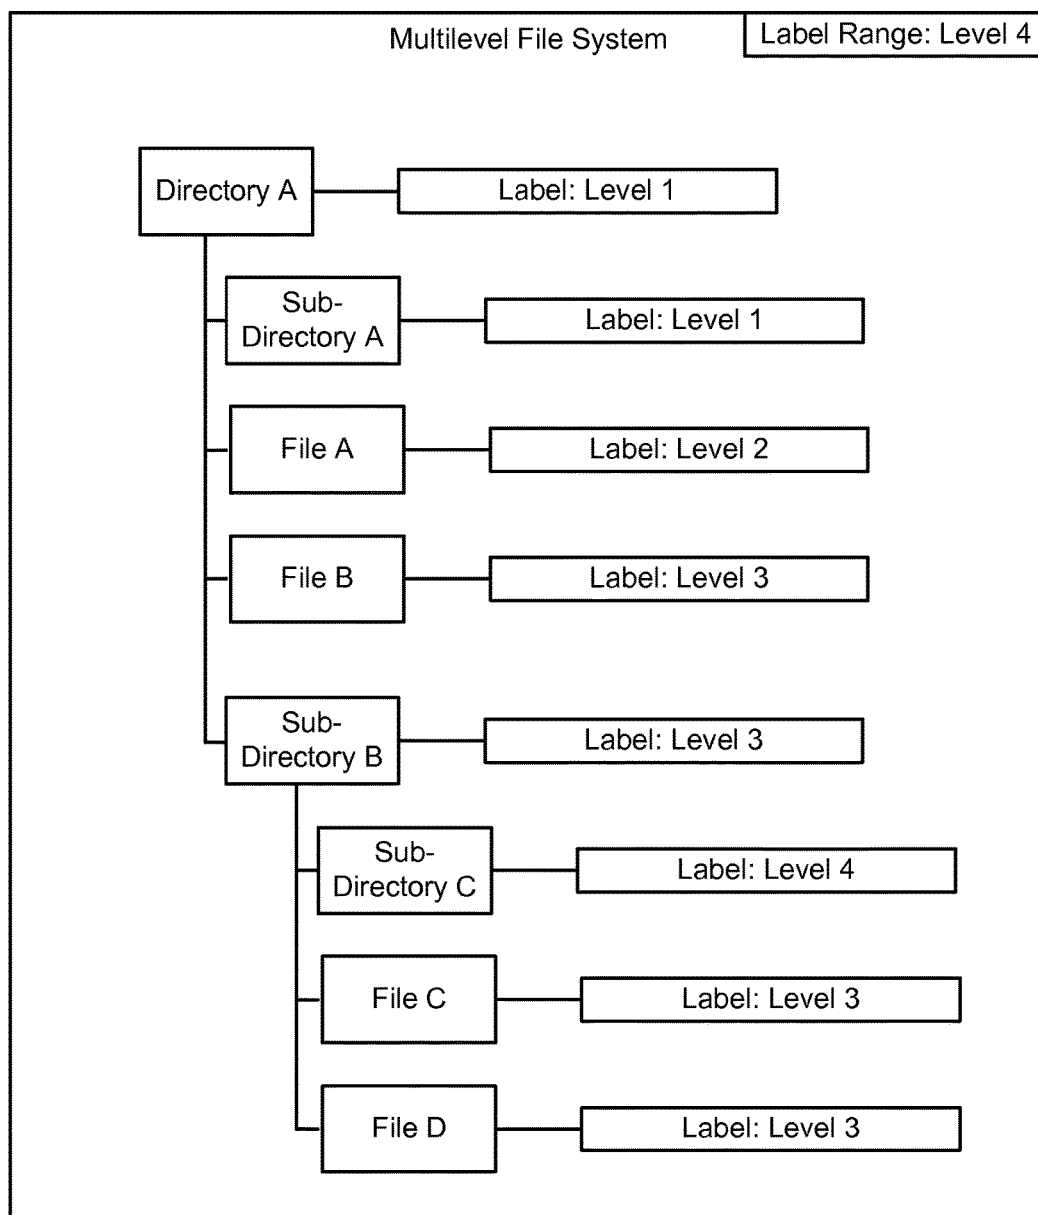 Multilevel File System
Label Range: Level 4
Directory A
Label: Level 1
Sub-
Directory A
Label: Level 1
File A
Label: Level 2
File B
Label: Level 3
Sub-
Directory B
Label: Level 3
Sub-
Directory C
Label: Level 4
File C
Label: Level 3
File D
Label: Level 3